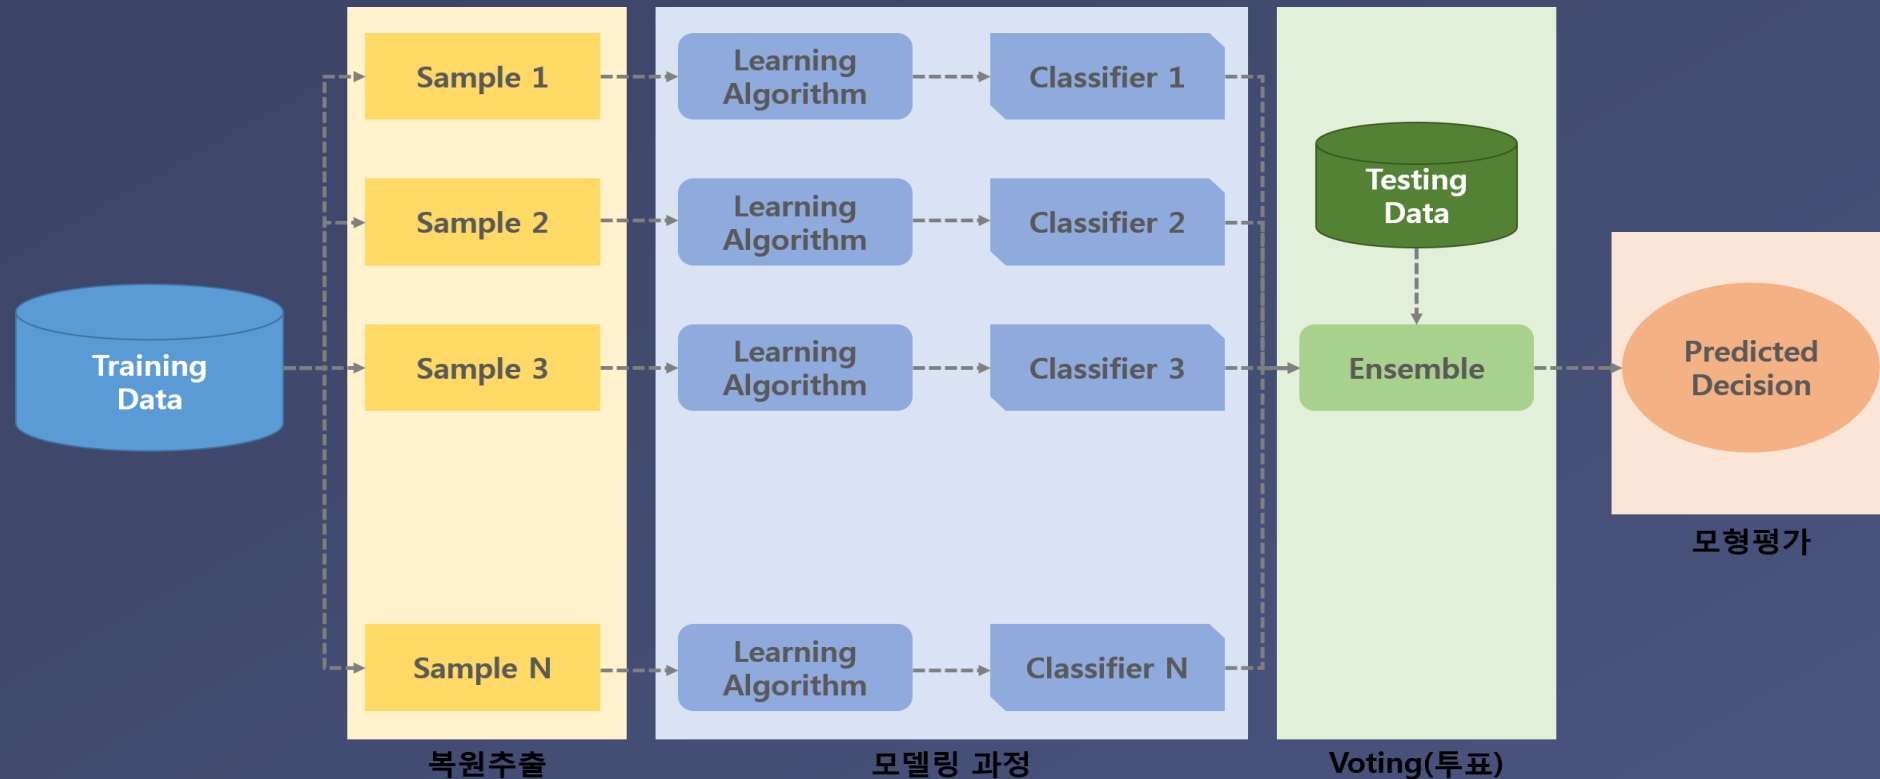 Training
Data
Sample 1
Sample 2
Sample 3
Sample N
복원추출
Learning
Algorithm
Learning
Algorithm
Learning
Algorithm
Learning
Algorithm
Classifier 1
Classifier 2
Classifier 3
Classifier N
모델링 과정
Testing
Data
Ensemble
Voting(투표)
Predicted
Decision
모형평가